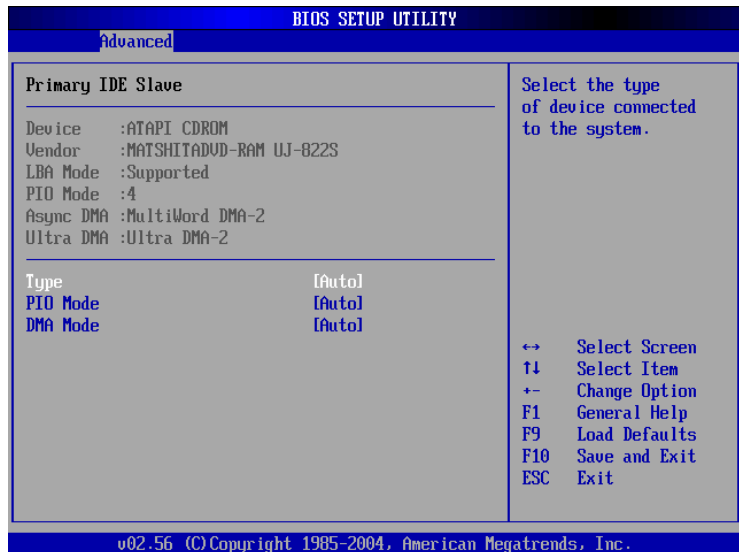 BIOS SETUP UTILITY
Advanced
Primary IDE Slave
Device :ATAPI CDROM
Vendor :MATSHITADVD-RAM UJ-822S
LBA Mode :Supported
PIO Mode :4
Async DMA :MultiWord DMA-2
Ultra DMA :Ultra DMA-2
Type [Auto]
PIO Mode [Auto]
DMA Mode [Auto]
Select the type
of device connected
to the system.
↔ Select Screen
↑↓ Select Item
+- Change Option
F1 General Help
F9 Load Defaults
F10 Save and Exit
ESC Exit
v02.56 (C)Copyright 1985-2004, American Megatrends, Inc.